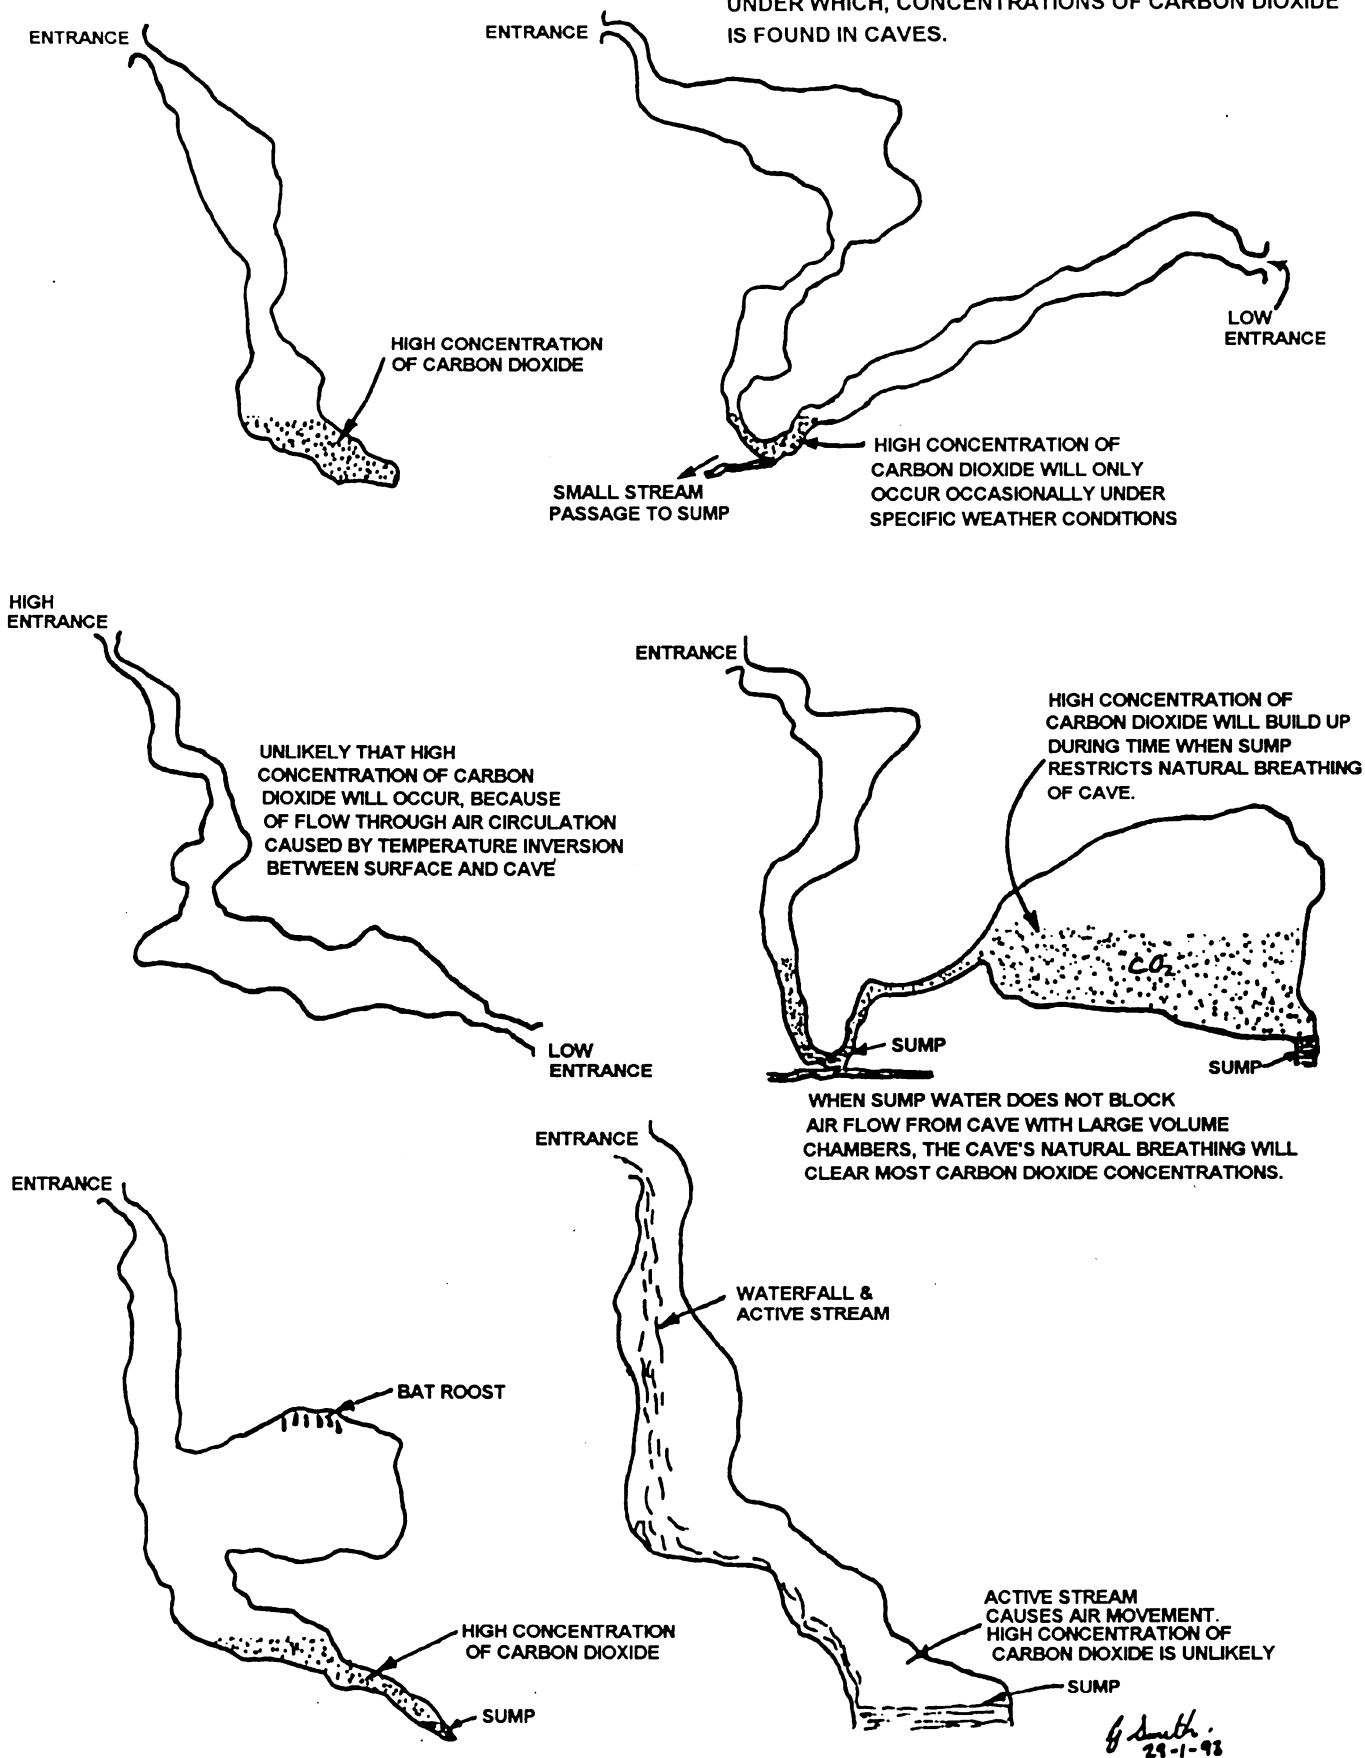 UNDER WHICH, CONCENTRATIONS OF CARBON DIOXIDE
IS FOUND IN CAVES.
ENTRANCE
HIGH CONCENTRATION
OF CARBON DIOXIDE
ENTRANCE
LOW
ENTRANCE
HIGH CONCENTRATION OF
CARBON DIOXIDE WILL ONLY
OCCUR OCCASIONALLY UNDER
SPECIFIC WEATHER CONDITIONS
SMALL STREAM
PASSAGE TO SUMP
HIGH
ENTRANCE
UNLIKELY THAT HIGH
CONCENTRATION OF CARBON
DIOXIDE WILL OCCUR, BECAUSE
OF FLOW THROUGH AIR CIRCULATION
CAUSED BY TEMPERATURE INVERSION
BETWEEN SURFACE AND CAVE
LOW
ENTRANCE
ENTRANCE
HIGH CONCENTRATION OF
CARBON DIOXIDE WILL BUILD UP
DURING TIME WHEN SUMP
RESTRICTS NATURAL BREATHING
OF CAVE.
CO₂
SUMP
SUMP
WHEN SUMP WATER DOES NOT BLOCK
AIR FLOW FROM CAVE WITH LARGE VOLUME
CHAMBERS, THE CAVE'S NATURAL BREATHING WILL
CLEAR MOST CARBON DIOXIDE CONCENTRATIONS.
ENTRANCE
BAT ROOST
HIGH CONCENTRATION
OF CARBON DIOXIDE
SUMP
ENTRANCE
WATERFALL &
ACTIVE STREAM
ACTIVE STREAM
CAUSES AIR MOVEMENT.
HIGH CONCENTRATION OF
CARBON DIOXIDE IS UNLIKELY
SUMP
G Smith.
29-1-93